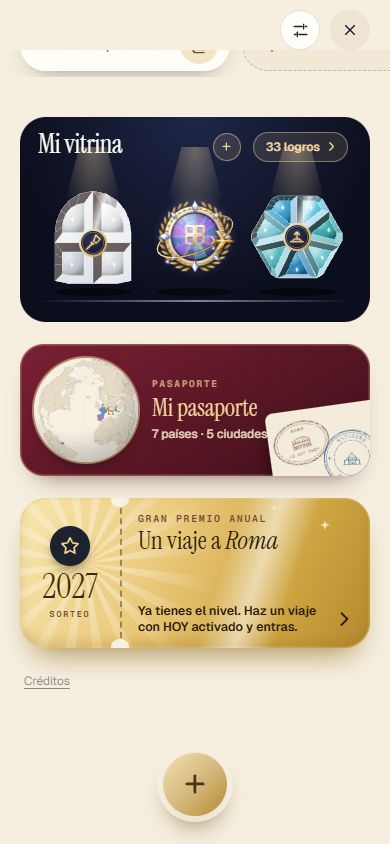 Mi vitrina
33 logros
PASAPORTE
Mi pasaporte
7 países · 5 ciudades
ROMA
GRAN PREMIO ANUAL
Un viaje a Roma
2027
SORTEO
Ya tienes el nivel. Haz un viaje
con HOY activado y entras.
Créditos